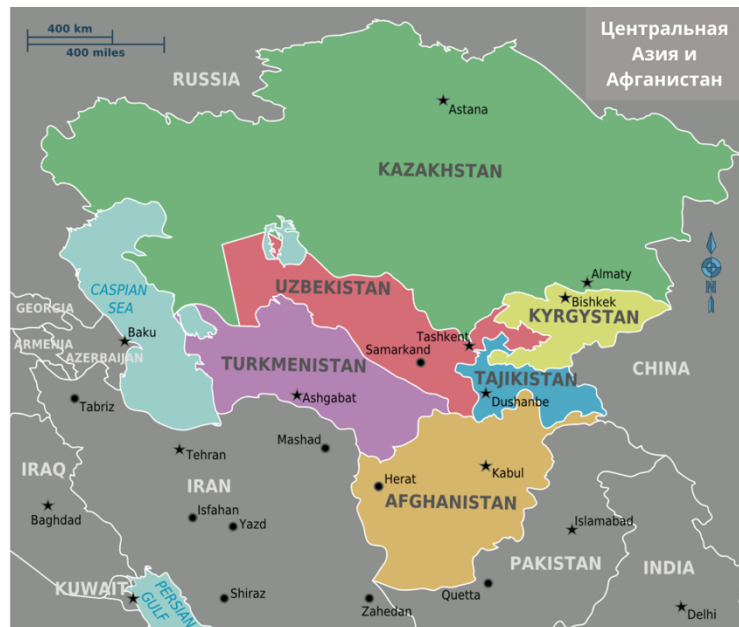 400 km
400 miles
Центральная
Азия и
Афганистан
RUSSIA
Astana
KAZAKHSTAN
CASPIAN
SEA
UZBEKISTAN
Almaty
Bishkek
N
GEORGIA
KYRGYSTAN
Baku
ARMENIA
AZERBAIJAN
Tashkent
Samarkand
TURKMENISTAN
TAJIKISTAN
CHINA
Ashgabat
Dushanbe
Tabriz
Mashad
Tehran
IRAQ
IRAN
Herat
Kabul
AFGHANISTAN
Baghdad
Isfahan
Yazd
Islamabad
PAKISTAN
INDIA
KUWAIT
PERSIAN
GULF
Shiraz
Zahedan
Quetta
Delhi